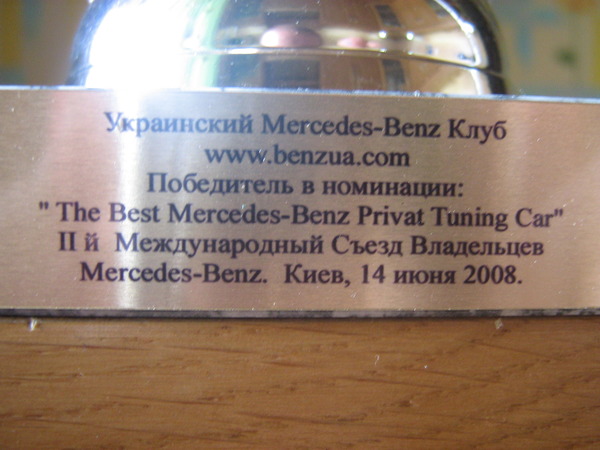 Украинский Mercedes-Benz Клуб
www.benzua.com
Победитель в номинации:
" The Best Mercedes-Benz Privat Tuning Car"
II й Международный Съезд Владельцев
Mercedes-Benz. Киев, 14 июня 2008.